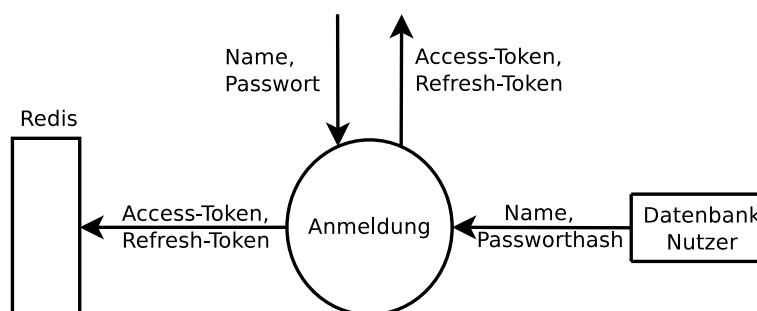 Name,
Passwort
Access-Token,
Refresh-Token
Redis
Access-Token,
Refresh-Token
Anmeldung
Name,
Passworthash
Datenbank
Nutzer